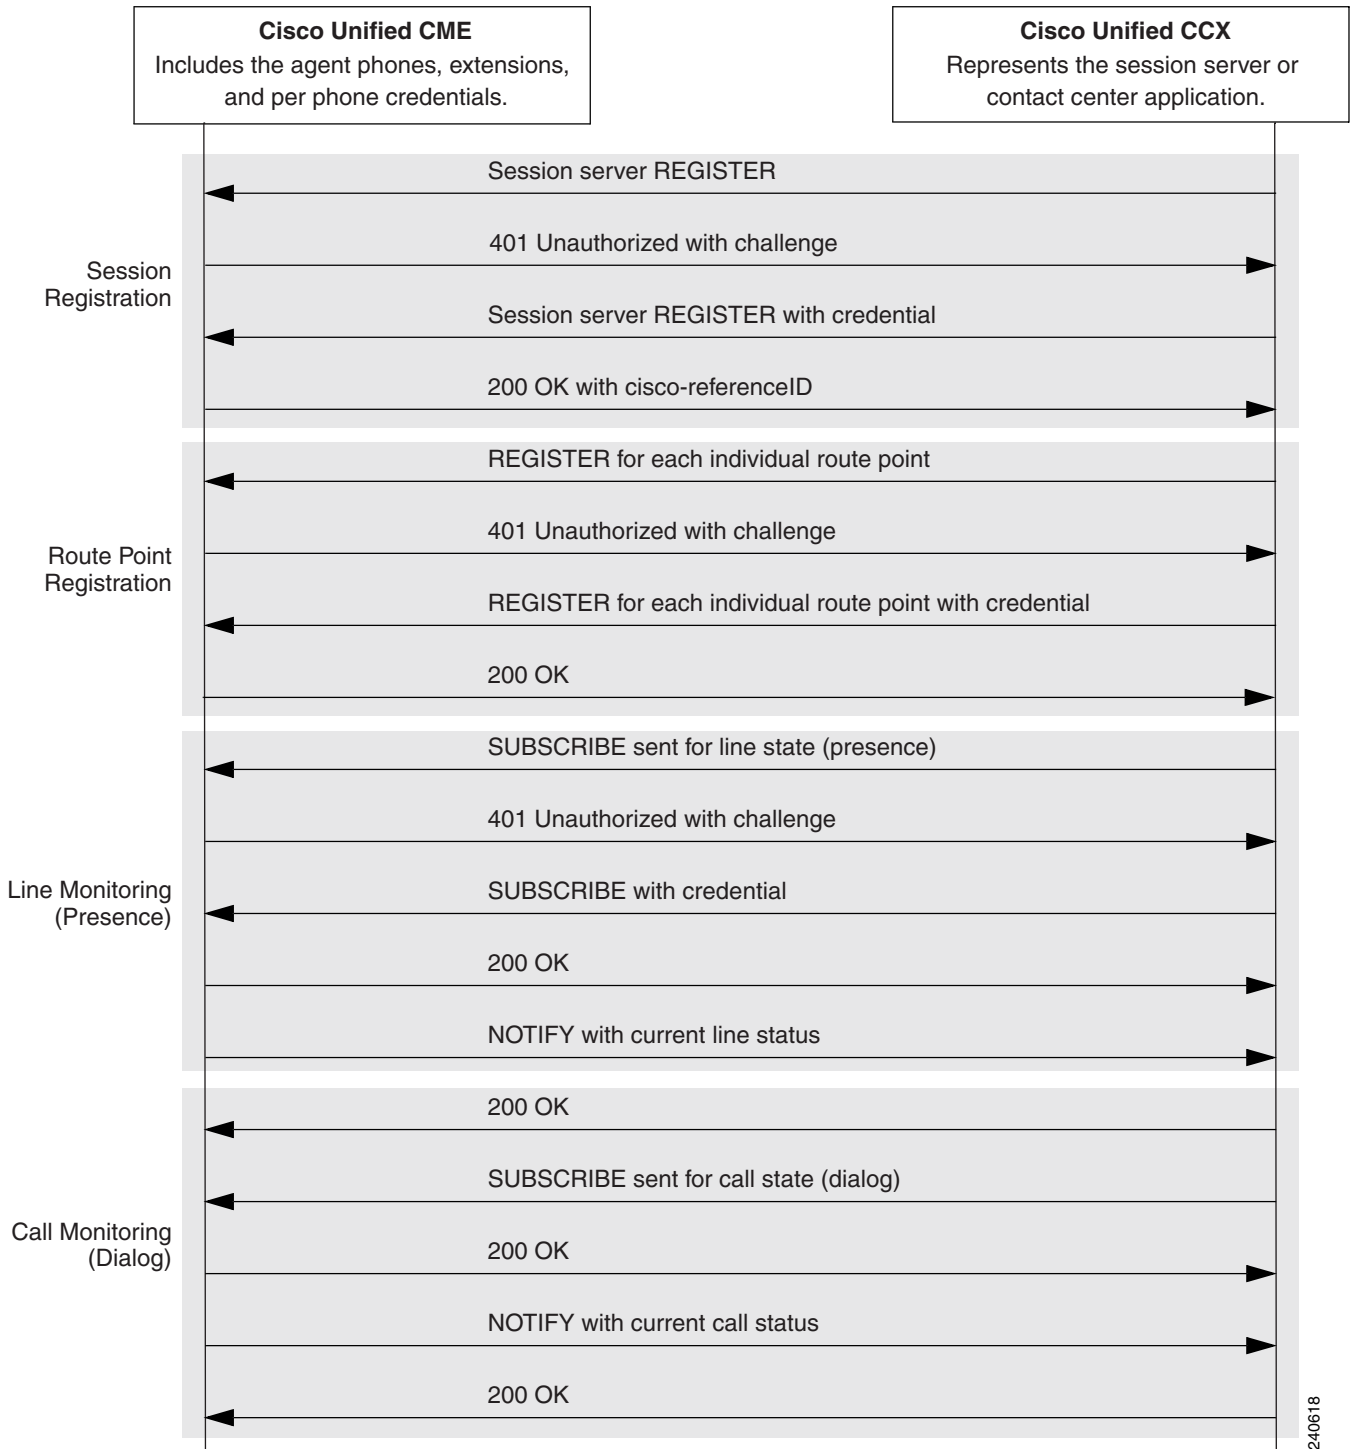 Cisco Unified CME
Includes the agent phones, extensions,
and per phone credentials.
Cisco Unified CCX
Represents the session server or
contact center application.
Session
Registration
Session server REGISTER
401 Unauthorized with challenge
Session server REGISTER with credential
200 OK with cisco-referenceID
Route Point
Registration
REGISTER for each individual route point
401 Unauthorized with challenge
REGISTER for each individual route point with credential
200 OK
Line Monitoring
(Presence)
SUBSCRIBE sent for line state (presence)
401 Unauthorized with challenge
SUBSCRIBE with credential
200 OK
NOTIFY with current line status
Call Monitoring
(Dialog)
200 OK
SUBSCRIBE sent for call state (dialog)
200 OK
NOTIFY with current call status
200 OK
240618